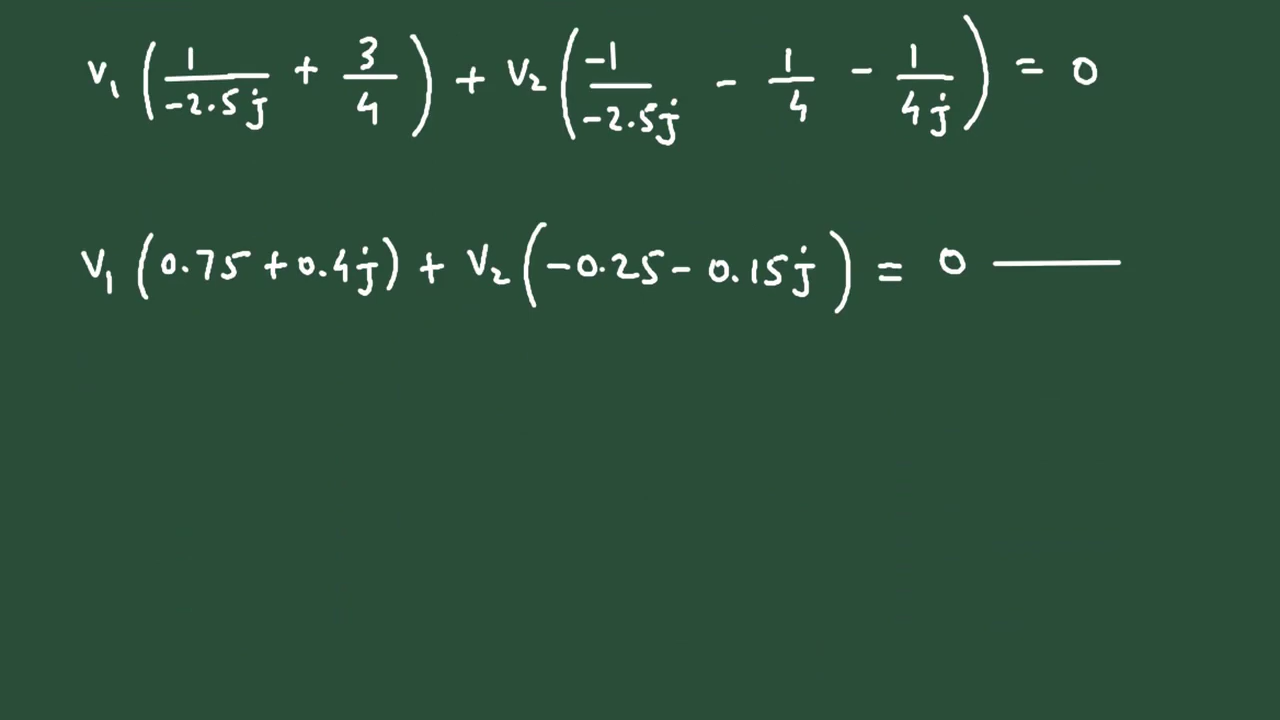 v₁ (1/-2.5j + 3/4) + v₂ (-1/-2.5j - 1/4 - 1/4j) = 0
v₁ (0.75 + 0.4j) + v₂ (-0.25 - 0.15j) = 0 —